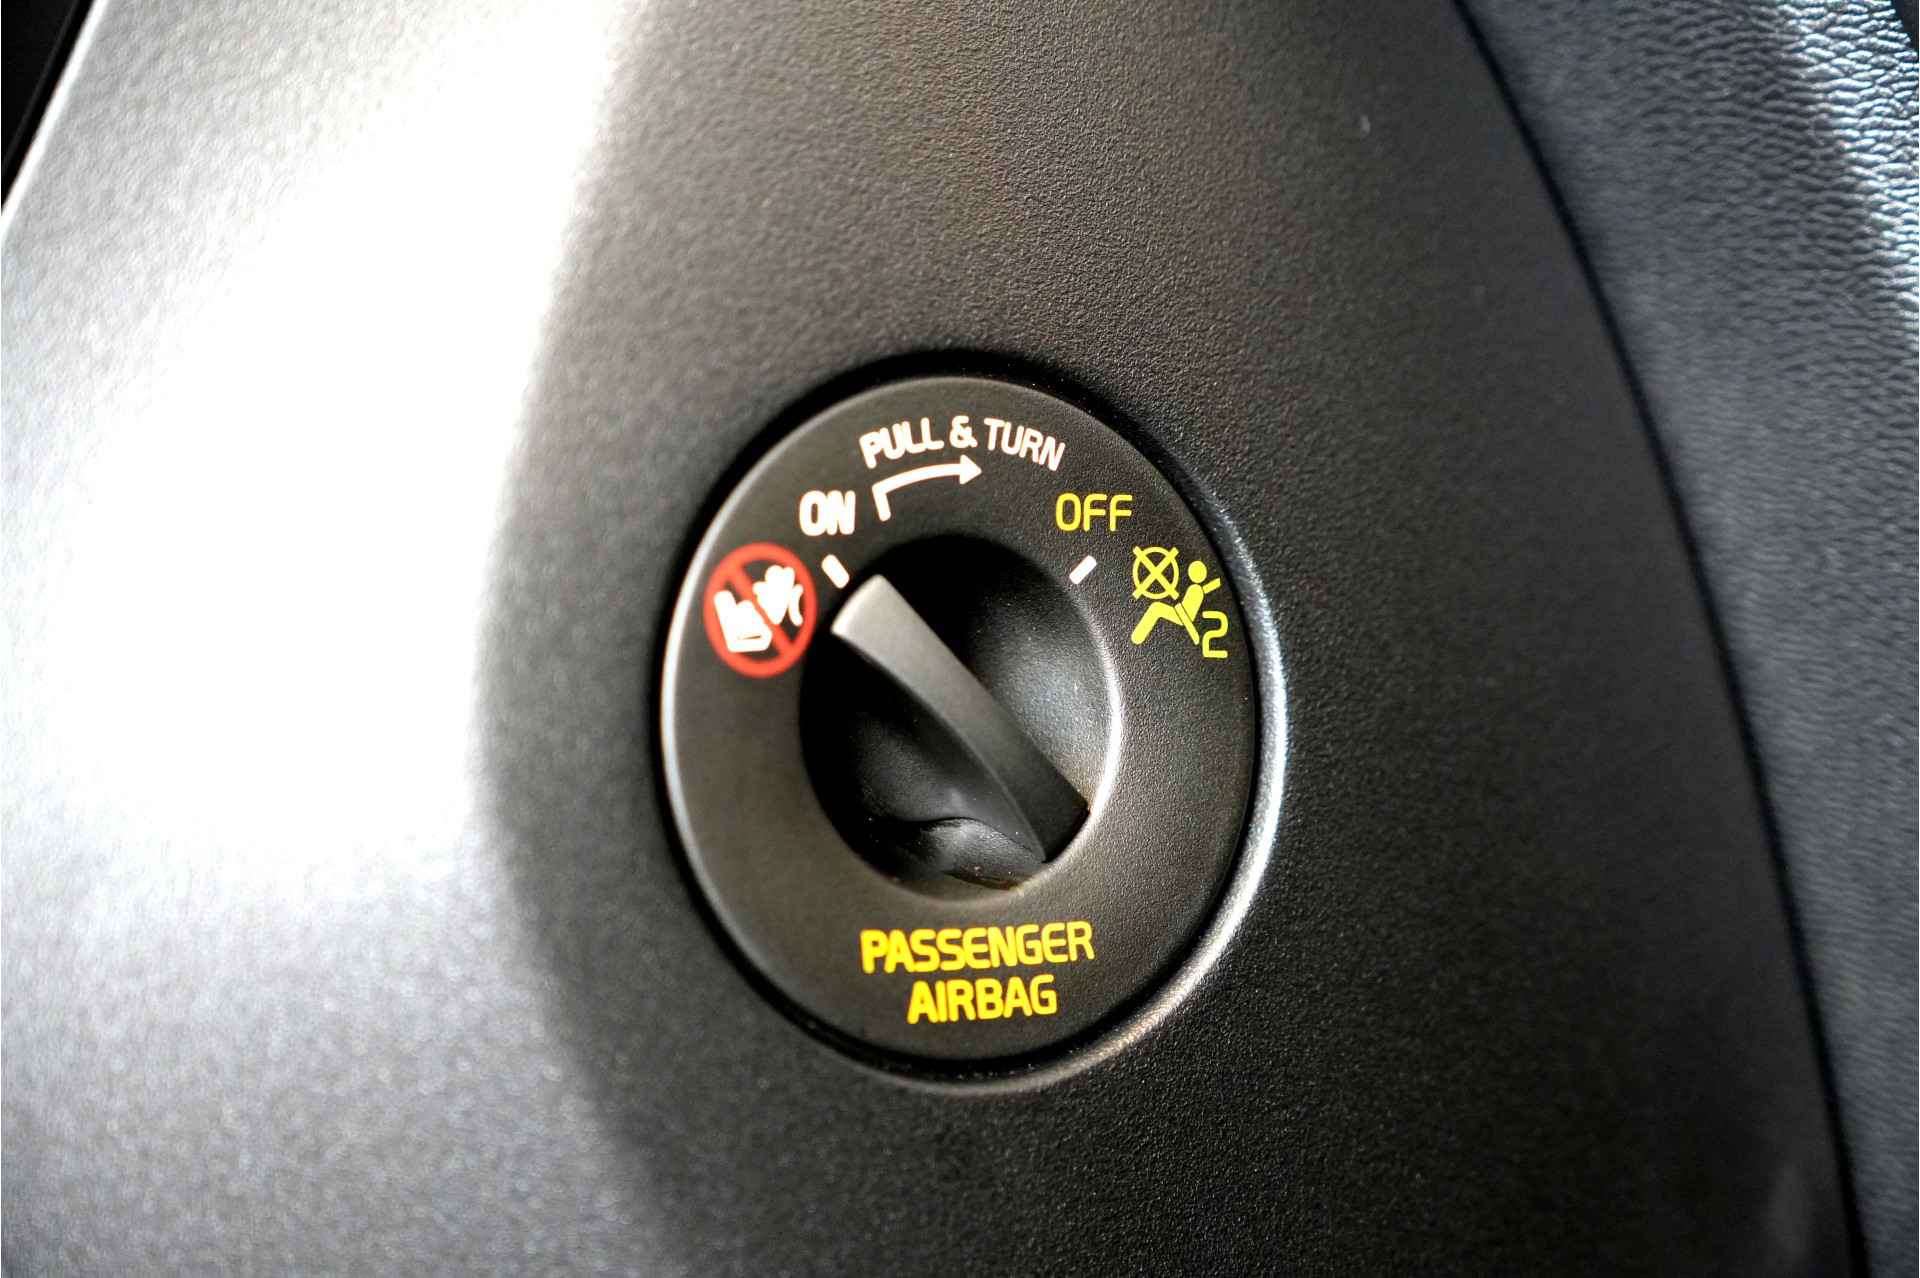 PULL & TURN
ON
OFF
2
PASSENGER
AIRBAG